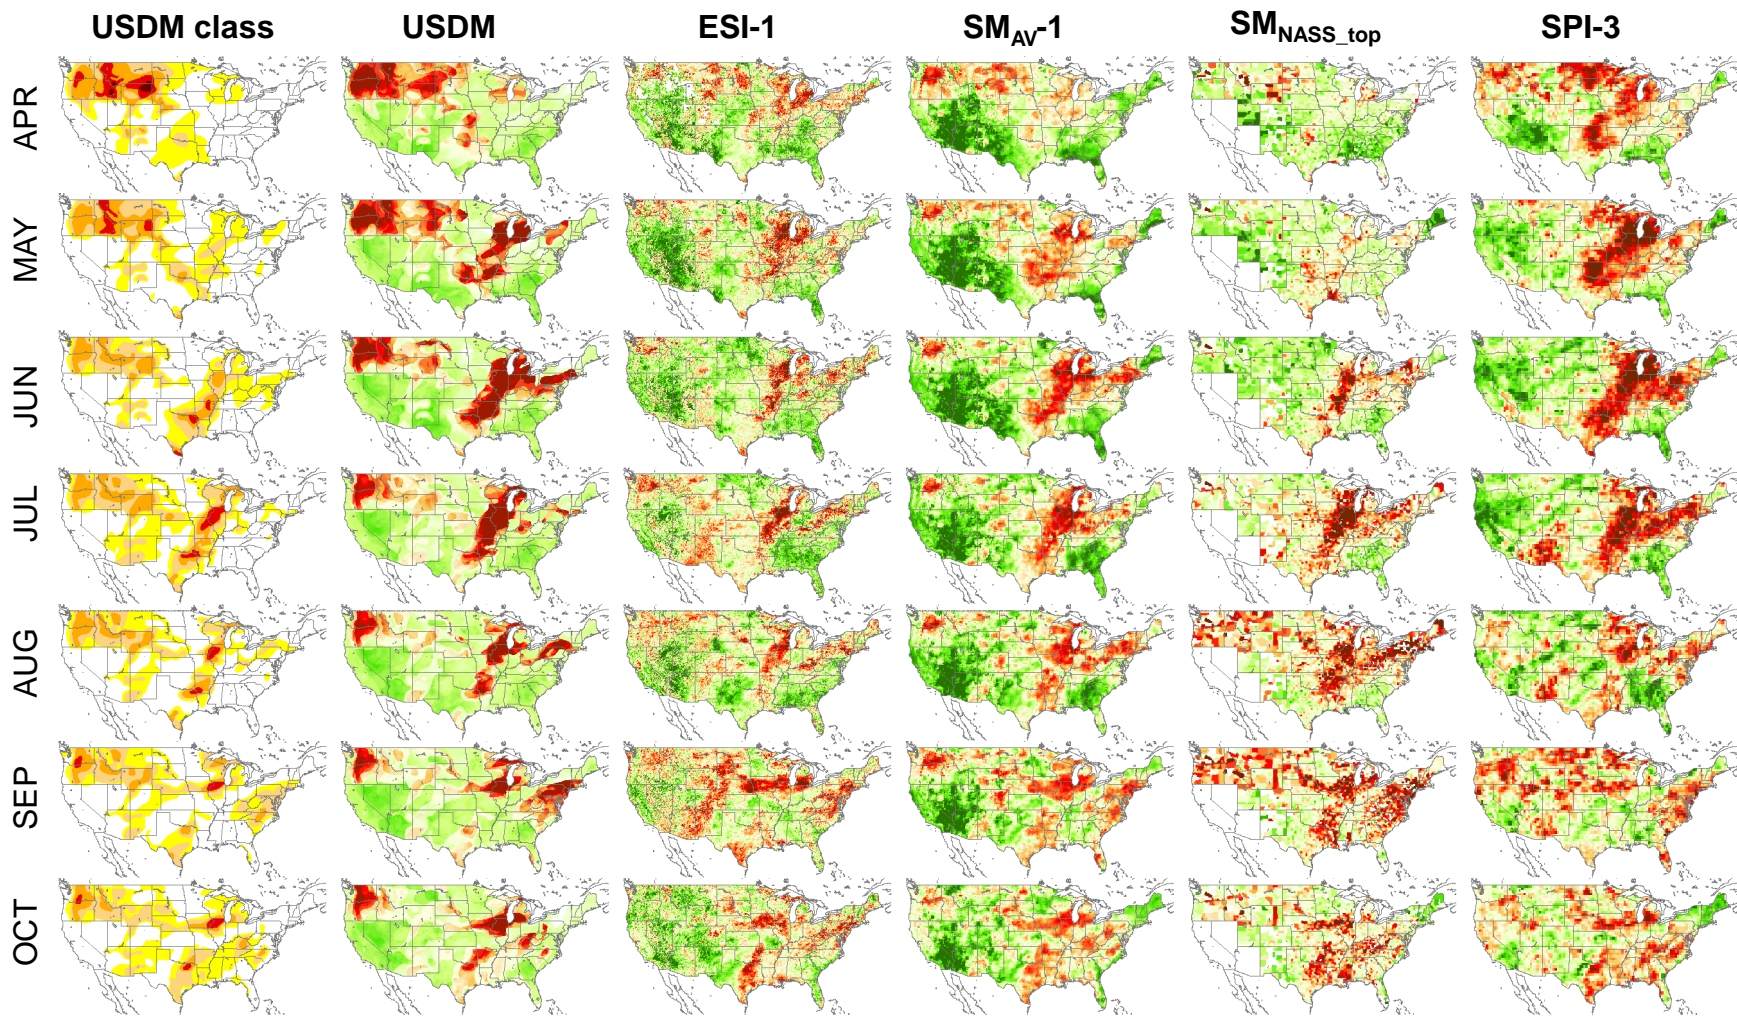 USDM class USDM ESI-1 SMAV-1 SMNASS_top SPI-3
APR
MAY
JUN
JUL
AUG
SEP
OCT